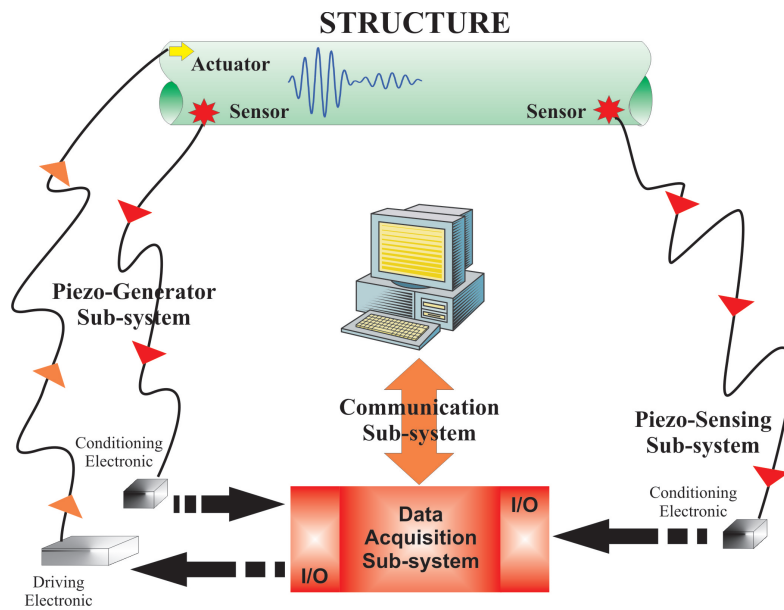 STRUCTURE
Actuator
Sensor
Sensor
Piezo-Generator
Sub-system
Communication
Sub-system
Piezo-Sensing
Sub-system
Conditioning
Electronic
I/O
Data
Acquisition
Sub-system
I/O
Conditioning
Electronic
Driving
Electronic